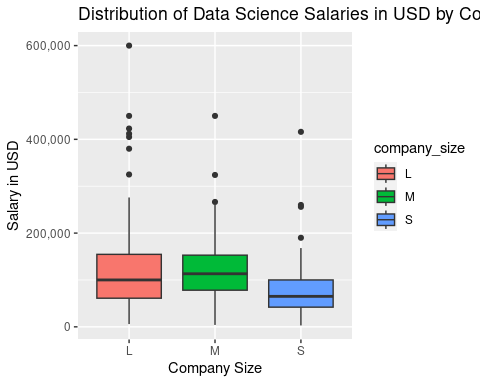 Distribution of Data Science Salaries in USD by Co
600,000
400,000
200,000
0
Salary in USD
L
M
S
Company Size
company_size
L
M
S